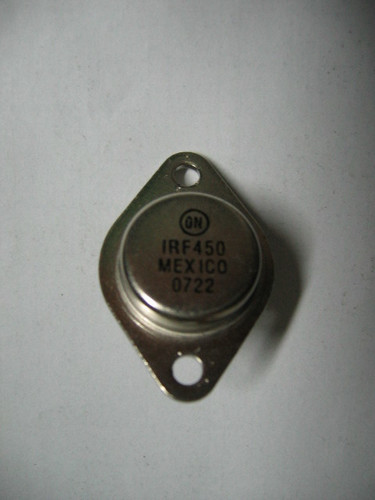 ON
IRF450
MEXICO
0722